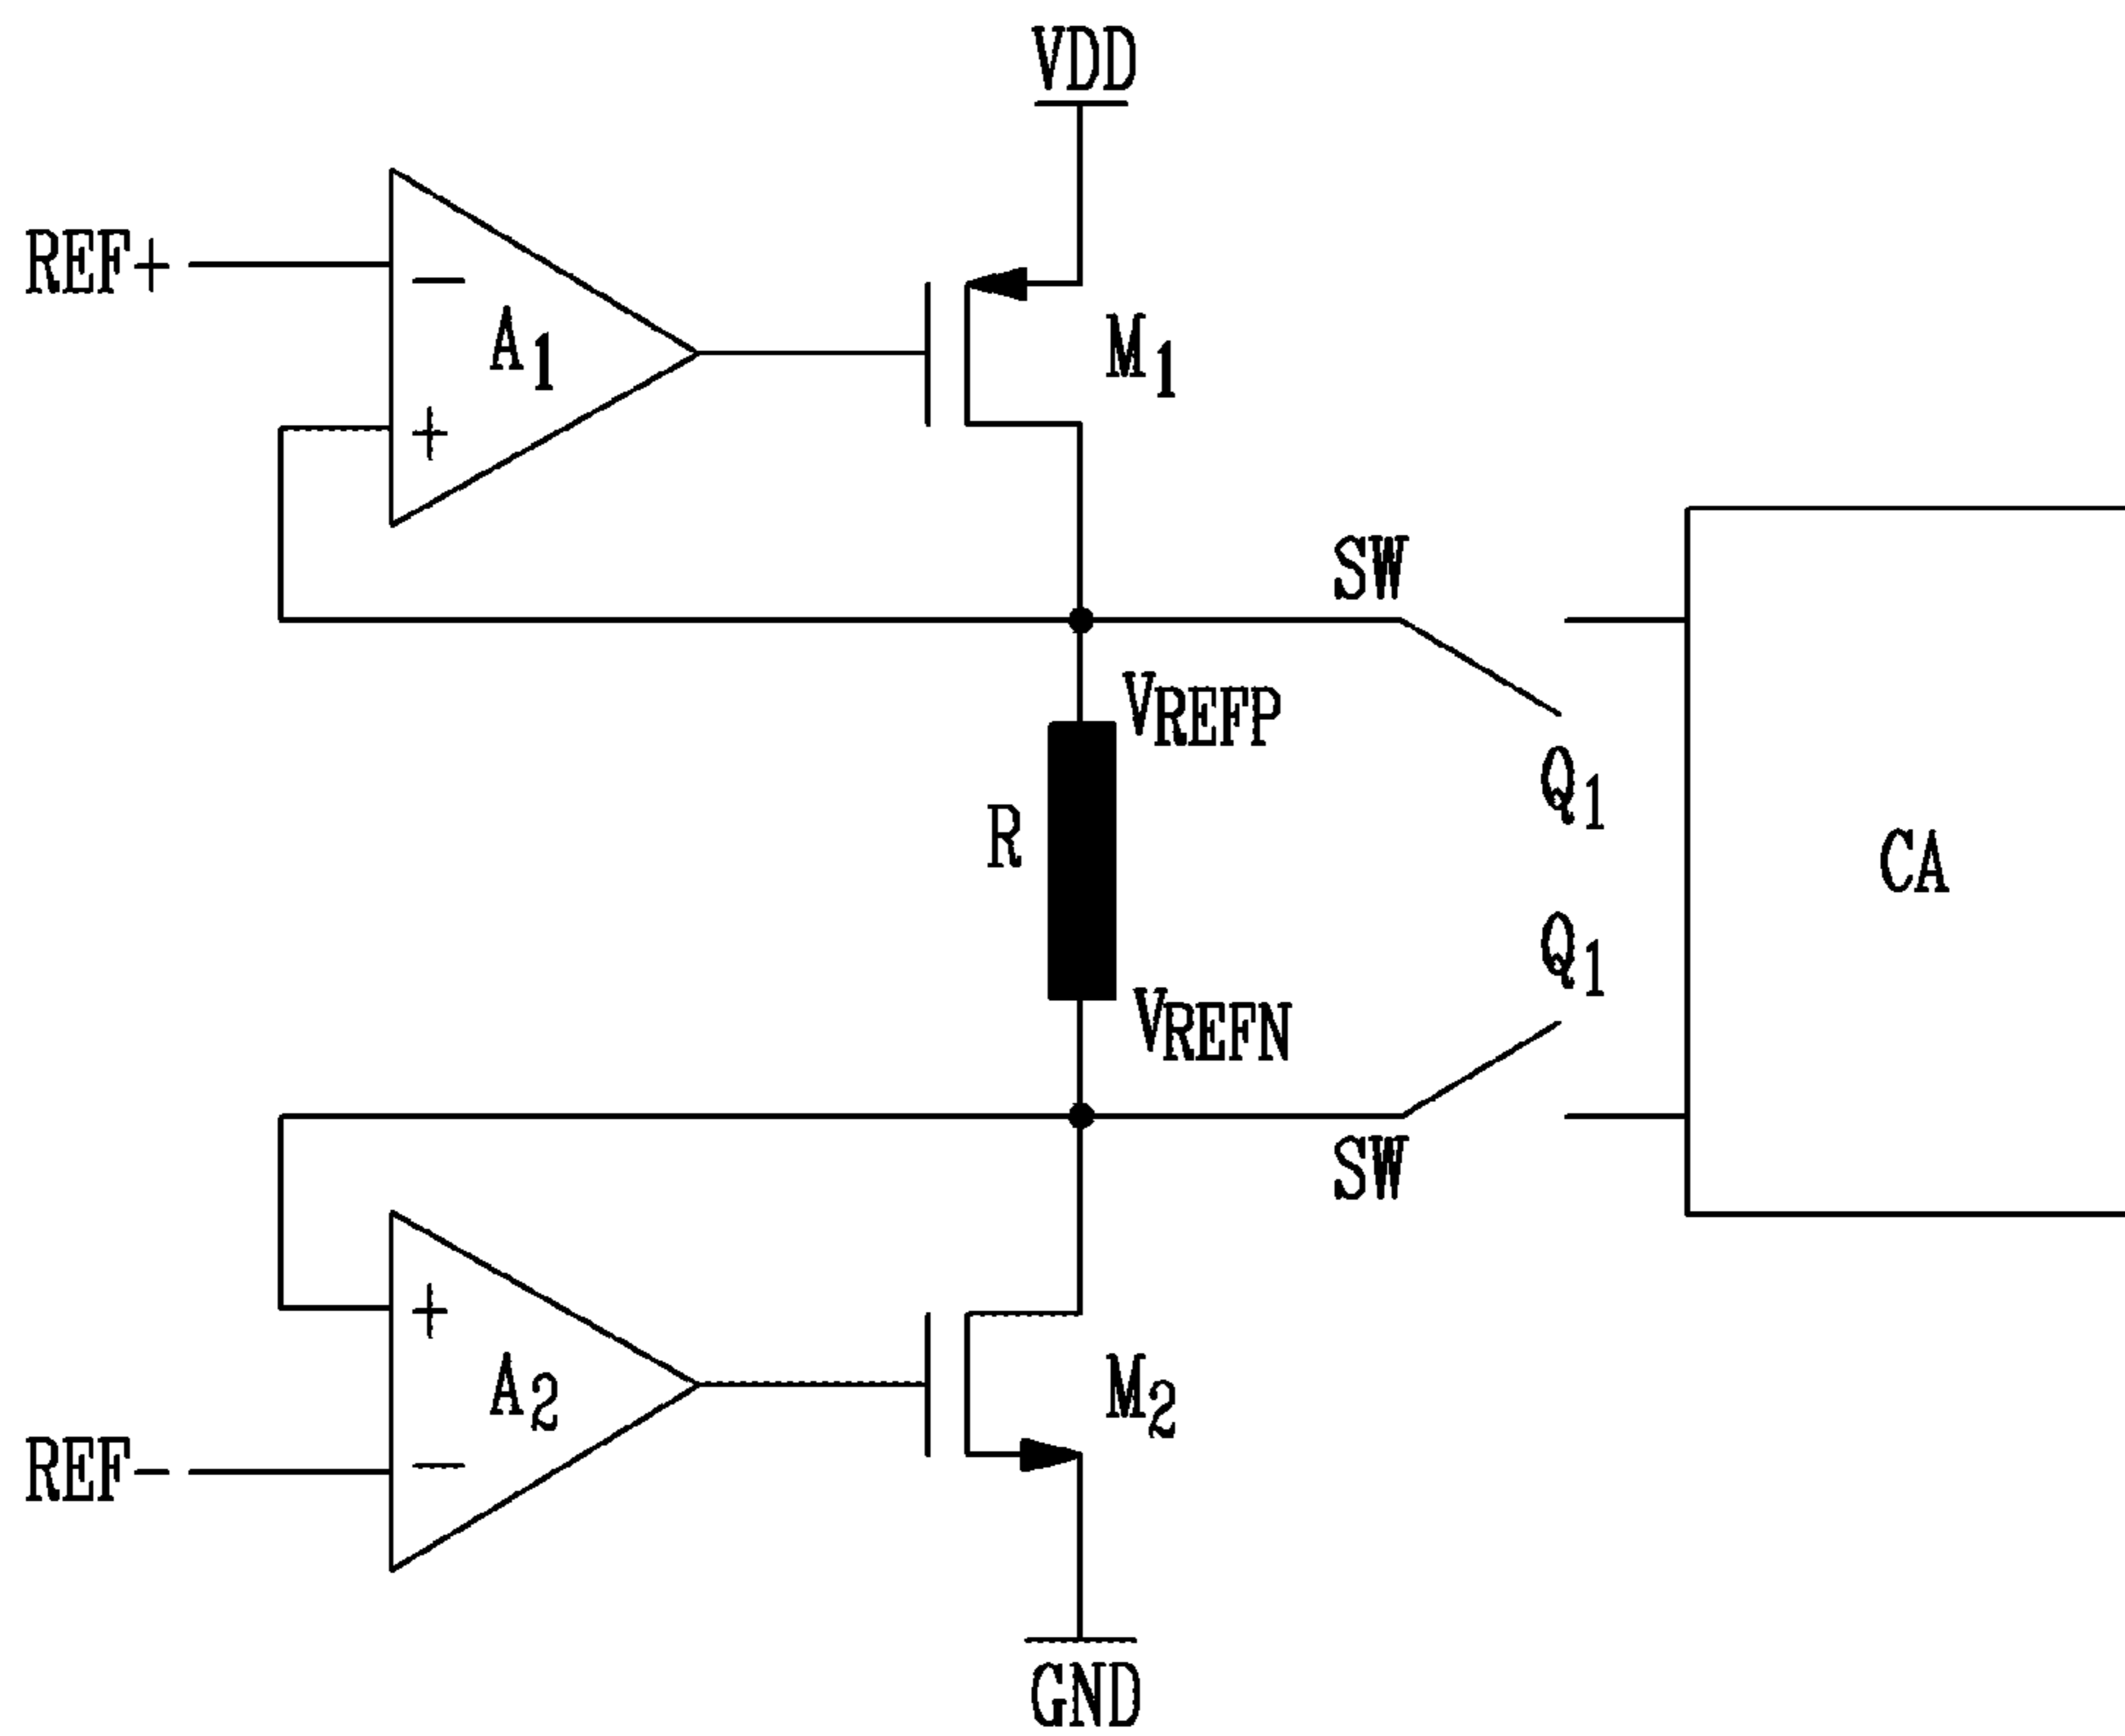 VDD
REF+
−
A1
+
M1
SW
VREFP
Q1
R
CA
Q1
VREFN
SW
+
A2
−
M2
REF-
GND